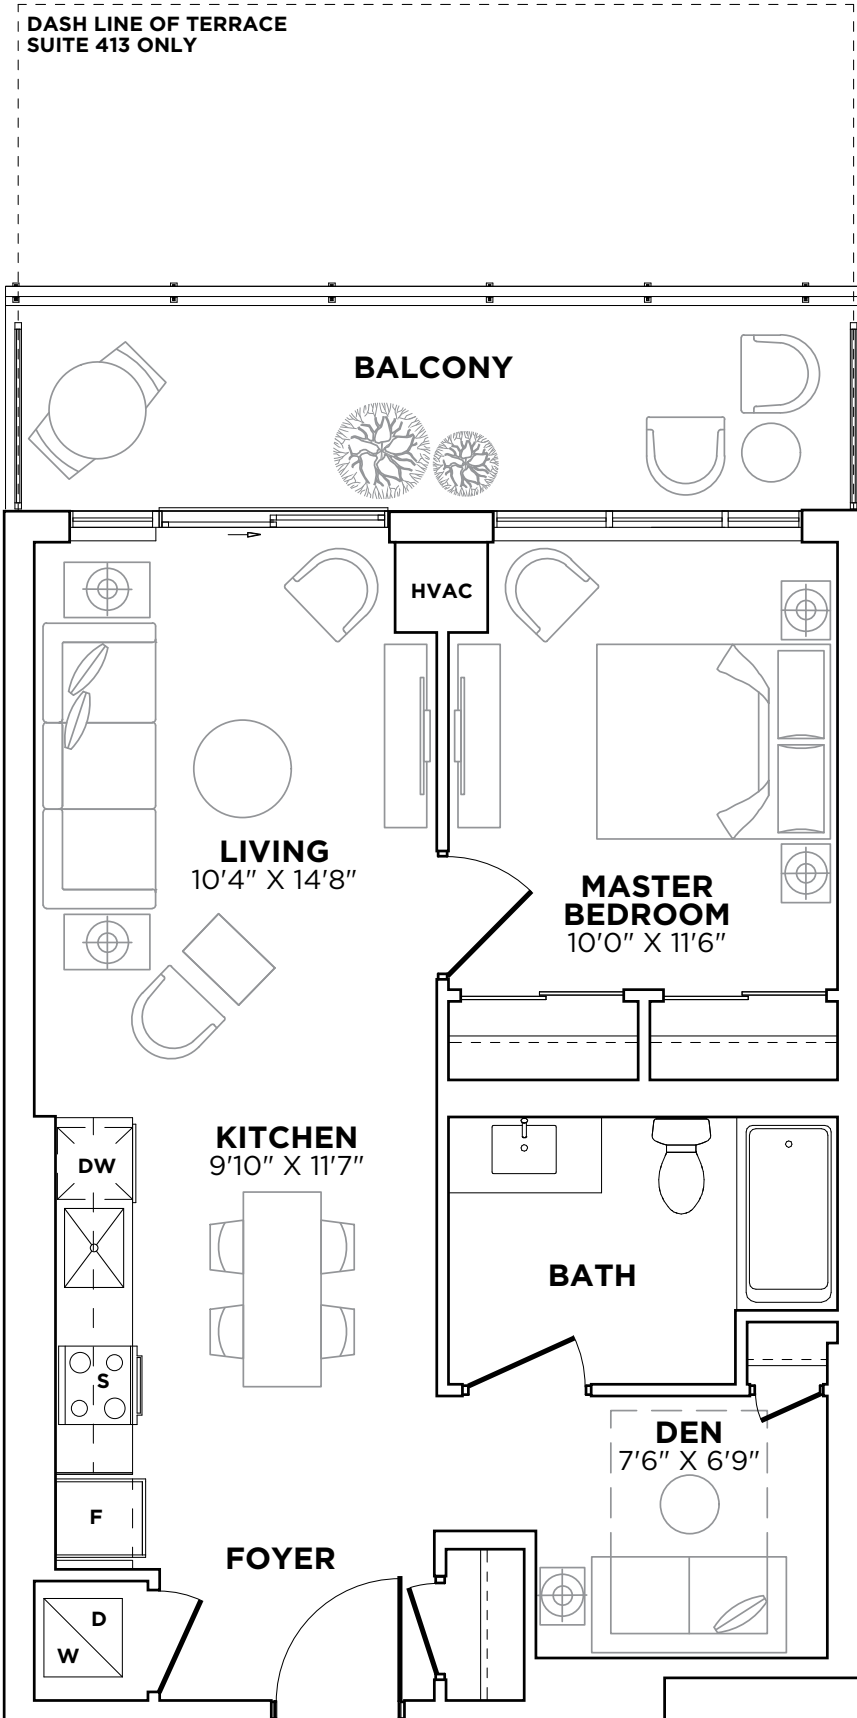 DASH LINE OF TERRACE
SUITE 413 ONLY
BALCONY
HVAC
LIVING
10'4" X 14'8"
MASTER
BEDROOM
10'0" X 11'6"
KITCHEN
9'10" X 11'7"
DW
BATH
S
DEN
7'6" X 6'9"
F
FOYER
D
W